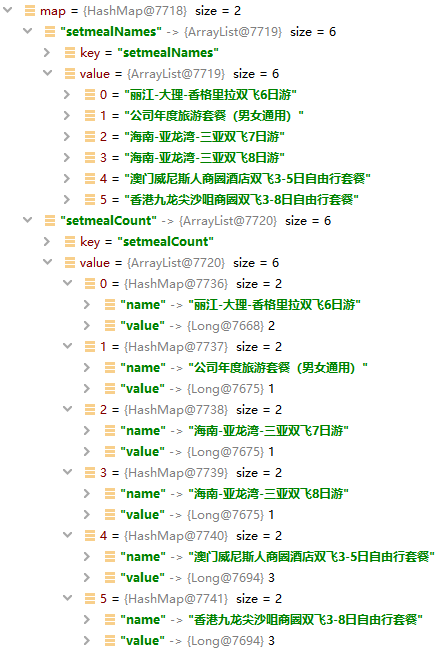 map = {HashMap@7718} size = 2
"setmealNames" -> {ArrayList@7719} size = 6
key = "setmealNames"
value = {ArrayList@7719} size = 6
0 = "丽江-大理-香格里拉双飞6日游"
1 = "公司年度旅游套餐（男女通用）"
2 = "海南-亚龙湾-三亚双飞7日游"
3 = "海南-亚龙湾-三亚双飞8日游"
4 = "澳门威尼斯人商圈酒店双飞3-5日自由行套餐"
5 = "香港九龙尖沙咀商圈双飞3-8日自由行套餐"
"setmealCount" -> {ArrayList@7720} size = 6
key = "setmealCount"
value = {ArrayList@7720} size = 6
0 = {HashMap@7736} size = 2
"name" -> "丽江-大理-香格里拉双飞6日游"
"value" -> {Long@7668} 2
1 = {HashMap@7737} size = 2
"name" -> "公司年度旅游套餐（男女通用）"
"value" -> {Long@7675} 1
2 = {HashMap@7738} size = 2
"name" -> "海南-亚龙湾-三亚双飞7日游"
"value" -> {Long@7675} 1
3 = {HashMap@7739} size = 2
"name" -> "海南-亚龙湾-三亚双飞8日游"
"value" -> {Long@7675} 1
4 = {HashMap@7740} size = 2
"name" -> "澳门威尼斯人商圈酒店双飞3-5日自由行套餐"
"value" -> {Long@7694} 3
5 = {HashMap@7741} size = 2
"name" -> "香港九龙尖沙咀商圈双飞3-8日自由行套餐"
"value" -> {Long@7694} 3